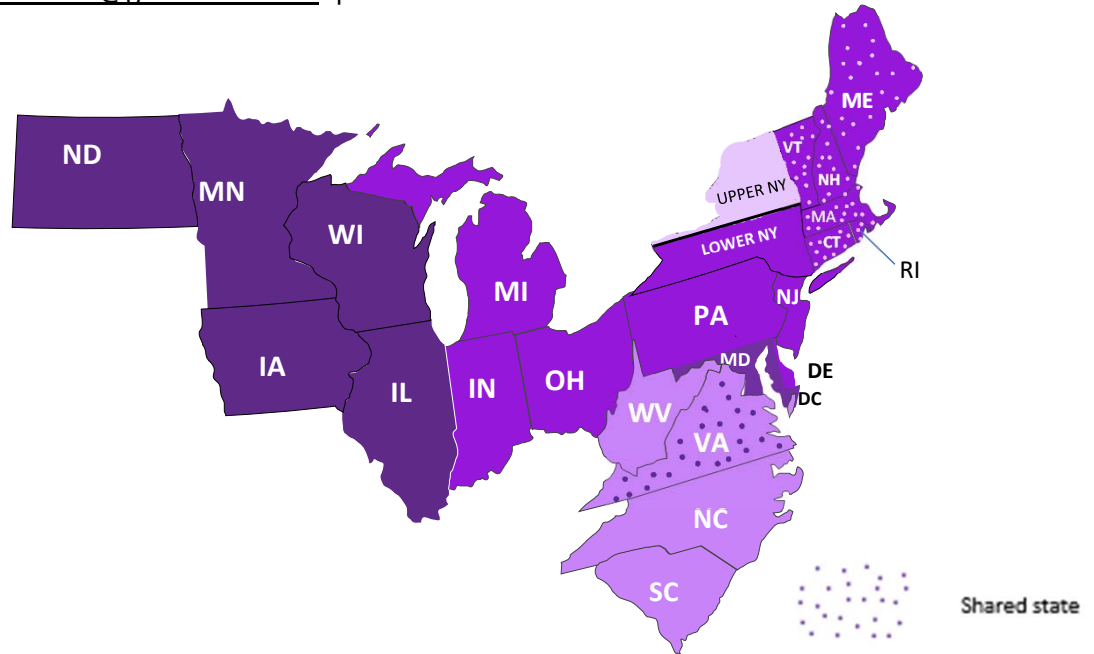 ME
ND
VT
MN
NH
UPPER NY
MA
WI
LOWER NY
CT
RI
MI
NJ
PA
MD
IA
DE
OH
IN
IL
DC
WV
VA
NC
SC
Shared state